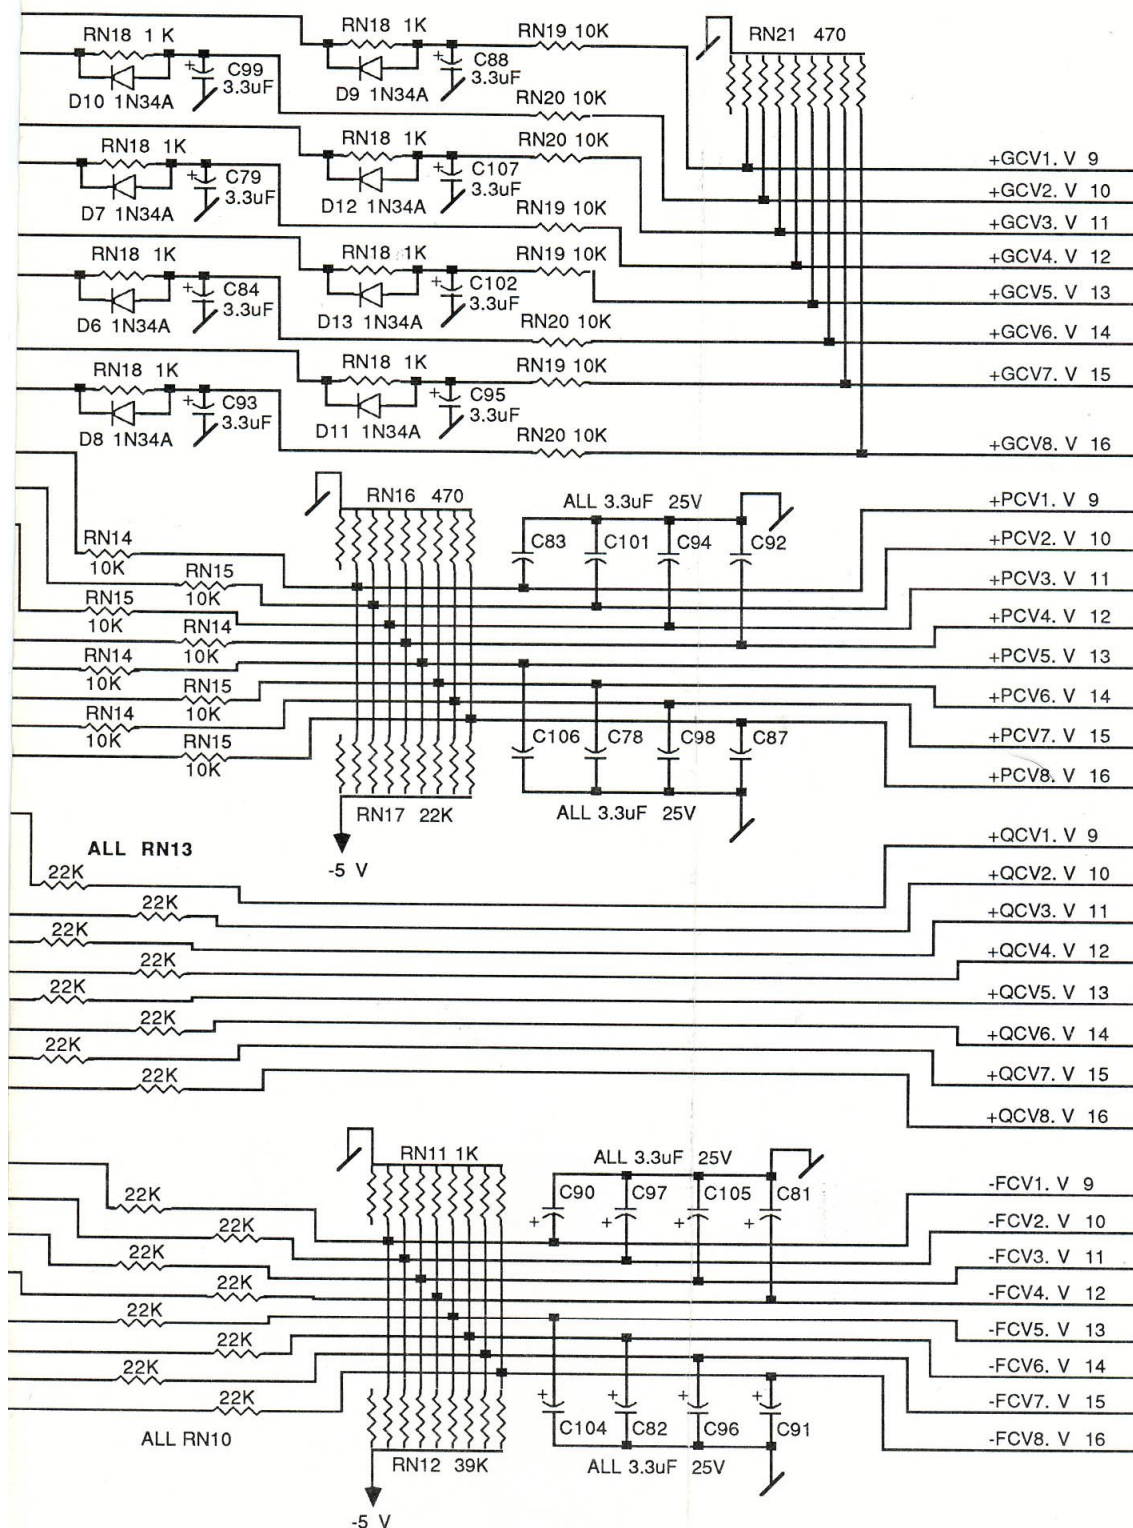 RN18 1 K
C99
3.3uF
D10 1N34A
RN18 1K
C88
3.3uF
D9 1N34A
RN19 10K
RN20 10K
RN21 470
RN18 1K
C79
3.3uF
D7 1N34A
RN18 1K
C107
3.3uF
D12 1N34A
RN20 10K
RN19 10K
+GCV1. V 9
+GCV2. V 10
+GCV3. V 11
+GCV4. V 12
RN18 1K
C84
3.3uF
D6 1N34A
RN18 1K
C102
3.3uF
D13 1N34A
RN19 10K
RN20 10K
+GCV5. V 13
+GCV6. V 14
RN18 1K
C93
3.3uF
D8 1N34A
RN18 1K
C95
3.3uF
D11 1N34A
RN19 10K
RN20 10K
+GCV7. V 15
+GCV8. V 16
RN16 470
ALL 3.3uF 25V
C83
C101
C94
C92
RN14
10K
RN15
10K
RN15
10K
RN14
10K
RN14
10K
RN15
10K
RN14
10K
RN15
10K
+PCV1. V 9
+PCV2. V 10
+PCV3. V 11
+PCV4. V 12
+PCV5. V 13
+PCV6. V 14
+PCV7. V 15
+PCV8. V 16
C106
C78
C98
C87
RN17 22K
ALL 3.3uF 25V
-5 V
ALL RN13
22K
22K
22K
22K
22K
22K
22K
22K
+QCV1. V 9
+QCV2. V 10
+QCV3. V 11
+QCV4. V 12
+QCV5. V 13
+QCV6. V 14
+QCV7. V 15
+QCV8. V 16
RN11 1K
ALL 3.3uF 25V
C90
C97
C105
C81
+
+
+
+
22K
22K
22K
22K
22K
22K
22K
22K
-FCV1. V 9
-FCV2. V 10
-FCV3. V 11
-FCV4. V 12
-FCV5. V 13
-FCV6. V 14
-FCV7. V 15
-FCV8. V 16
+
+
+
+
C104
C82
C96
C91
ALL RN10
RN12 39K
ALL 3.3uF 25V
-5 V